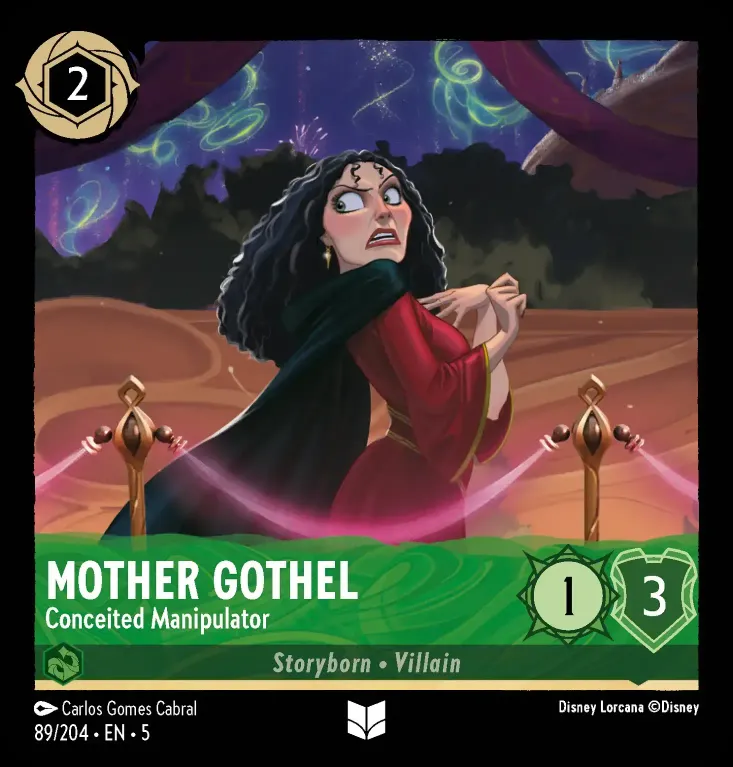 2
MOTHER GOTHEL
Conceited Manipulator
1
3
Storyborn • Villain
Carlos Gomes Cabral
Disney Lorcana ©Disney
89/204 • EN • 5